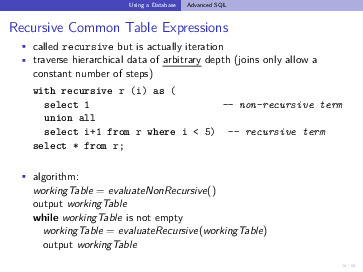 Using a Database Advanced SQL
Recursive Common Table Expressions
called recursive but is actually iteration
traverse hierarchical data of arbitrary depth (joins only allow a
constant number of steps)
with recursive r (i) as (
select 1 -- non-recursive term
union all
select i+1 from r where i < 5) -- recursive term
select * from r;
algorithm:
workingTable = evaluateNonRecursive()
output workingTable
while workingTable is not empty
workingTable = evaluateRecursive(workingTable)
output workingTable